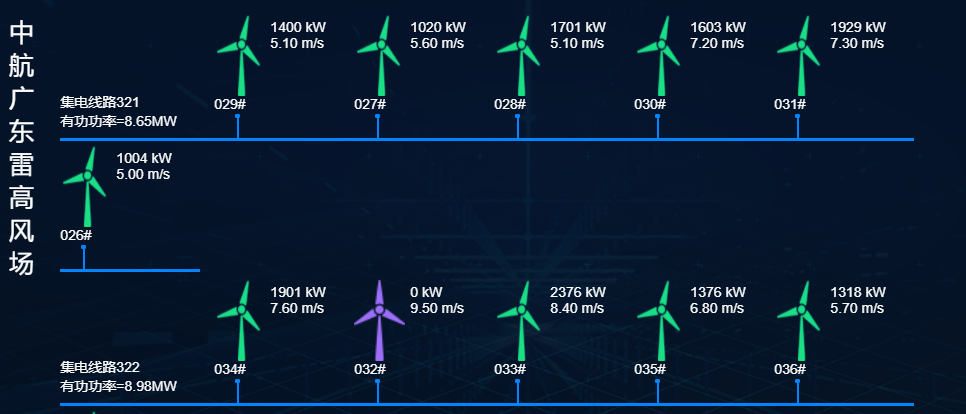 中航广东雷高风场
1400 kW
5.10 m/s
029#
1020 kW
5.60 m/s
027#
1701 kW
5.10 m/s
028#
1603 kW
7.20 m/s
030#
1929 kW
7.30 m/s
031#
集电线路321
有功功率=8.65MW
1004 kW
5.00 m/s
026#
1901 kW
7.60 m/s
034#
0 kW
9.50 m/s
032#
2376 kW
8.40 m/s
033#
1376 kW
6.80 m/s
035#
1318 kW
5.70 m/s
036#
集电线路322
有功功率=8.98MW